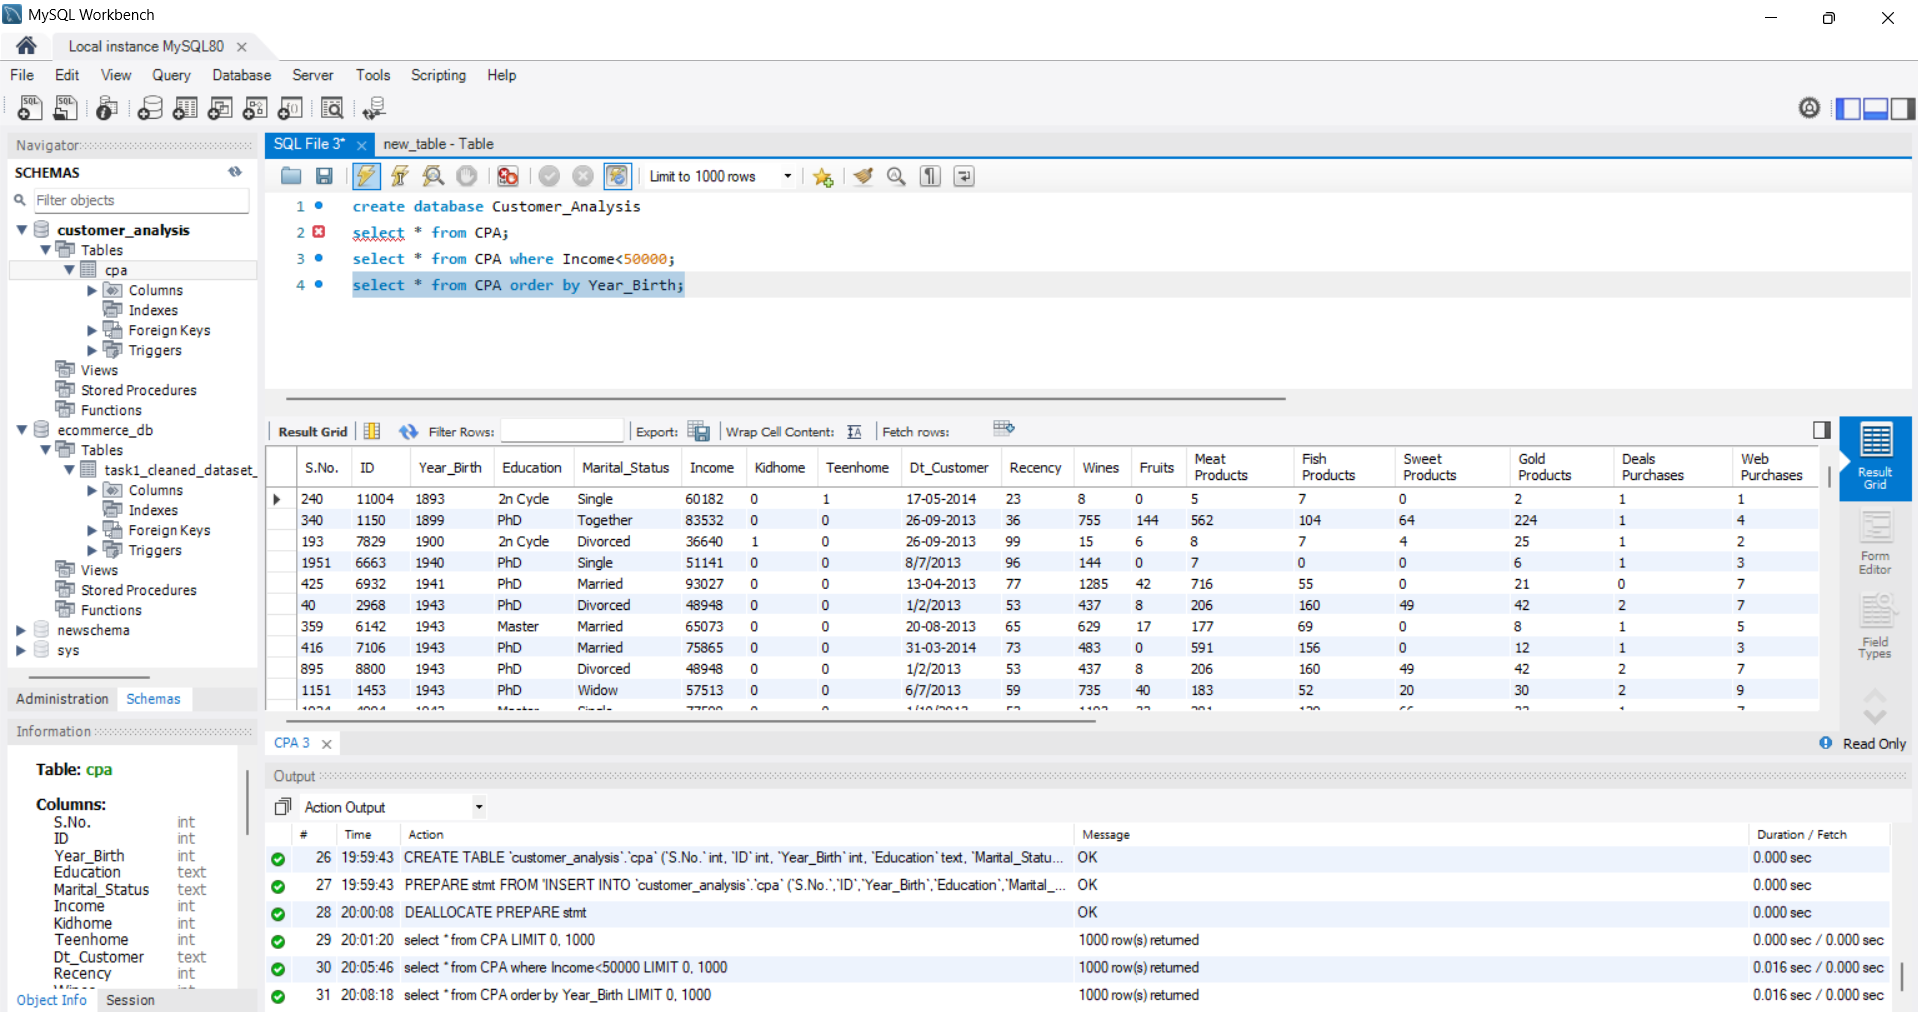 MySQL Workbench
Local instance MySQL80
File Edit View Query Database Server Tools Scripting Help
Navigator
SCHEMAS
Filter objects
customer_analysis
Tables
cpa
Columns
Indexes
Foreign Keys
Triggers
Views
Stored Procedures
Functions
ecommerce_db
Tables
task1_cleaned_dataset_
Columns
Indexes
Foreign Keys
Triggers
Views
Stored Procedures
Functions
newschema
sys
Administration Schemas
Information
Table: cpa
Columns:
S.No. int
ID int
Year_Birth int
Education text
Marital_Status text
Income int
Kidhome int
Teenhome int
Dt_Customer text
Recency int
Object Info Session
SQL File 3* new_table - Table
Limit to 1000 rows
1 create database Customer_Analysis
2 select * from CPA;
3 select * from CPA where Income<50000;
4 select * from CPA order by Year_Birth;
Result Grid Filter Rows: Export: Wrap Cell Content: Fetch rows:
S.No. ID Year_Birth Education Marital_Status Income Kidhome Teenhome Dt_Customer Recency Wines Fruits Meat Products Fish Products Sweet Products Gold Products Deals Purchases Web Purchases
240 11004 1893 2n Cycle Single 60182 0 1 17-05-2014 23 8 0 5 7 0 2 1 1
340 1150 1899 PhD Together 83532 0 0 26-09-2013 36 755 144 562 104 64 224 1 4
193 7829 1900 2n Cycle Divorced 36640 1 0 26-09-2013 99 15 6 8 7 4 25 1 2
1951 6663 1940 PhD Single 51141 0 0 8/7/2013 96 144 0 7 0 0 6 1 3
425 6932 1941 PhD Married 93027 0 0 13-04-2013 77 1285 42 716 55 0 21 0 7
40 2968 1943 PhD Divorced 48948 0 0 1/2/2013 53 437 8 206 160 49 42 2 7
359 6142 1943 Master Married 65073 0 0 20-08-2013 65 629 17 177 69 0 8 1 5
416 7106 1943 PhD Married 75865 0 0 31-03-2014 73 483 0 591 156 0 12 1 3
895 8800 1943 PhD Divorced 48948 0 0 1/2/2013 53 437 8 206 160 49 42 2 7
1151 1453 1943 PhD Widow 57513 0 0 6/7/2013 59 735 40 183 52 20 30 2 9
Result Grid
Form Editor
Field Types
CPA 3
Read Only
Output
Action Output
# Time Action Message Duration / Fetch
26 19:59:43 CREATE TABLE `customer_analysis`.`cpa` (`S.No.` int, `ID` int, `Year_Birth` int, `Education` text, `Marital_Statu... OK 0.000 sec
27 19:59:43 PREPARE stmt FROM 'INSERT INTO `customer_analysis`.`cpa` (`S.No.`,`ID`,`Year_Birth`,`Education`,`Marital_... OK 0.000 sec
28 20:00:08 DEALLOCATE PREPARE stmt OK 0.000 sec
29 20:01:20 select * from CPA LIMIT 0, 1000 1000 row(s) returned 0.000 sec / 0.000 sec
30 20:05:46 select * from CPA where Income<50000 LIMIT 0, 1000 1000 row(s) returned 0.016 sec / 0.000 sec
31 20:08:18 select * from CPA order by Year_Birth LIMIT 0, 1000 1000 row(s) returned 0.016 sec / 0.000 sec